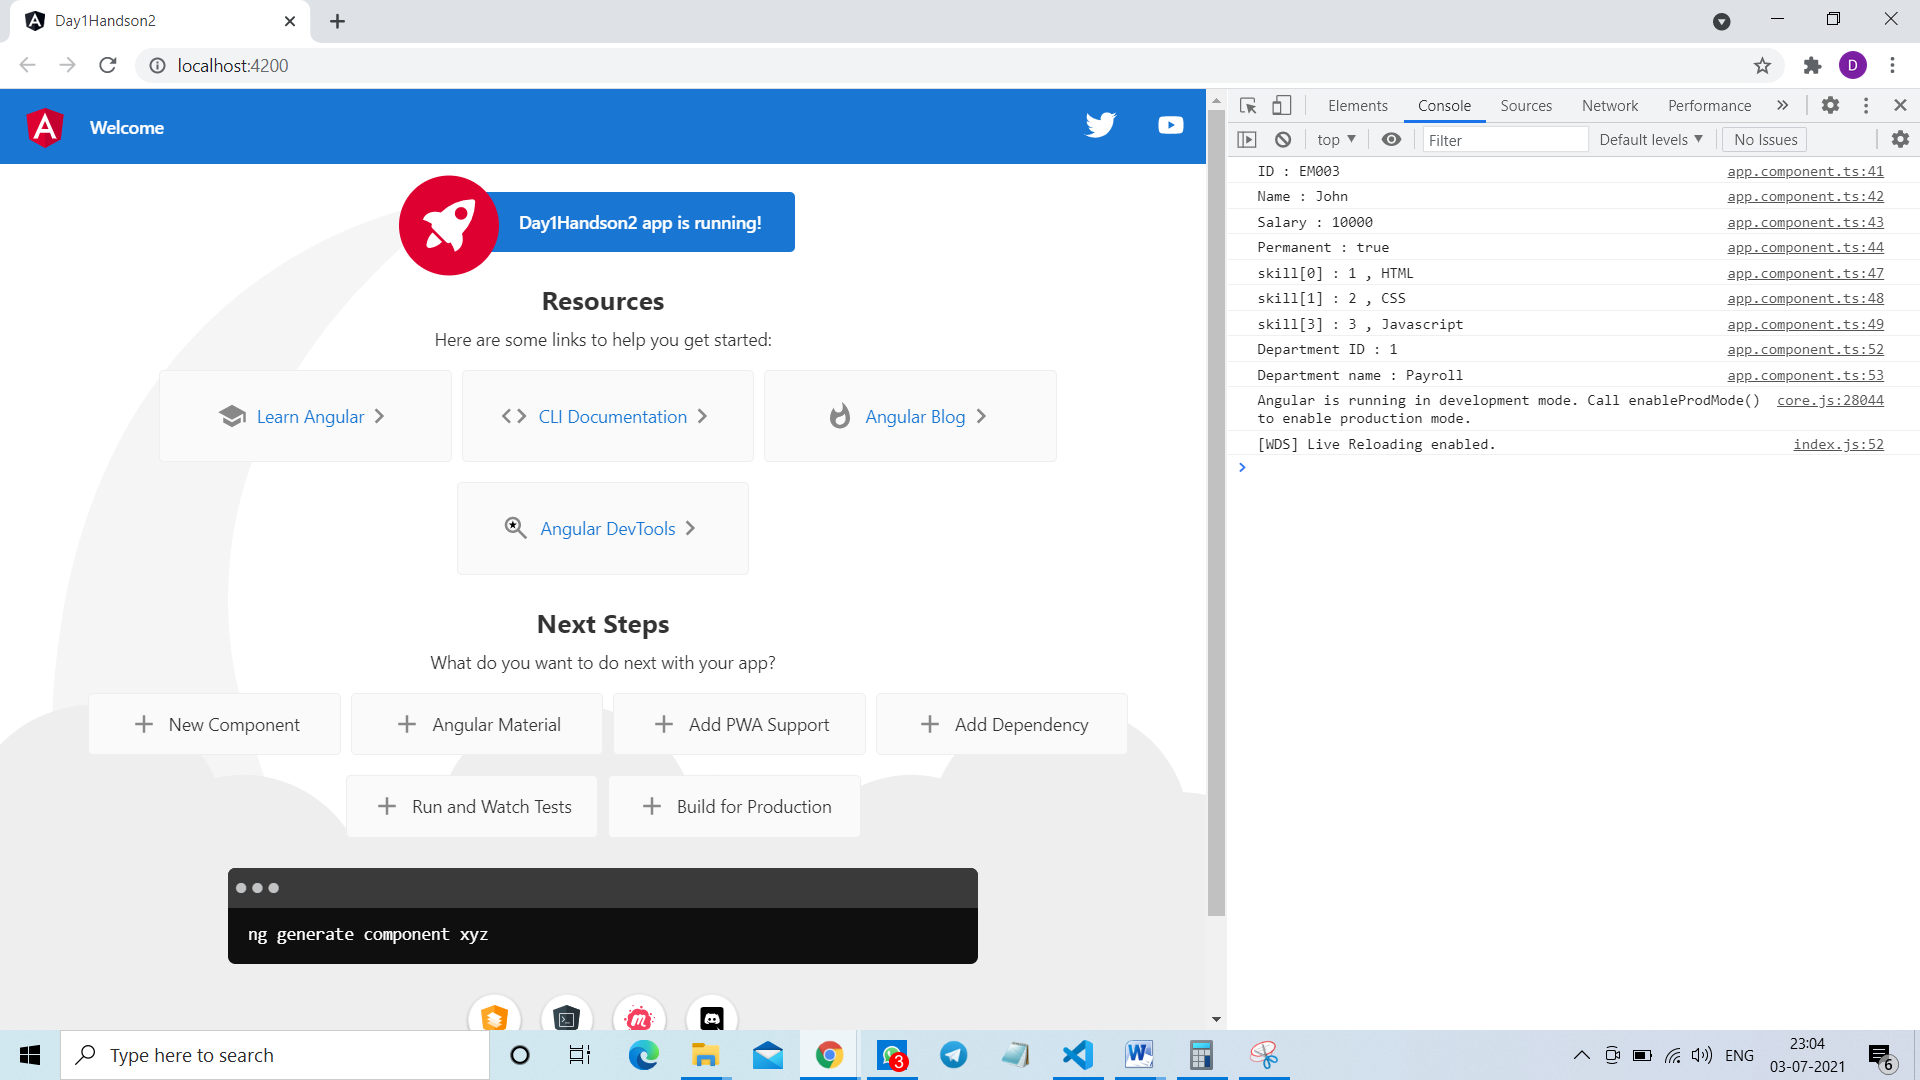 Day1Handson2
localhost:4200
D
Welcome
Day1Handson2 app is running!
Resources
Here are some links to help you get started:
Learn Angular
CLI Documentation
Angular Blog
Angular DevTools
Next Steps
What do you want to do next with your app?
New Component
Angular Material
Add PWA Support
Add Dependency
Run and Watch Tests
Build for Production
ng generate component xyz
Elements Console Sources Network Performance
top Filter Default levels No Issues
ID : EM003 app.component.ts:41
Name : John app.component.ts:42
Salary : 10000 app.component.ts:43
Permanent : true app.component.ts:44
skill[0] : 1 , HTML app.component.ts:47
skill[1] : 2 , CSS app.component.ts:48
skill[3] : 3 , Javascript app.component.ts:49
Department ID : 1 app.component.ts:52
Department name : Payroll app.component.ts:53
Angular is running in development mode. Call enableProdMode() core.js:28044
to enable production mode.
[WDS] Live Reloading enabled. index.js:52
Type here to search
3
ENG
23:04
03-07-2021
6